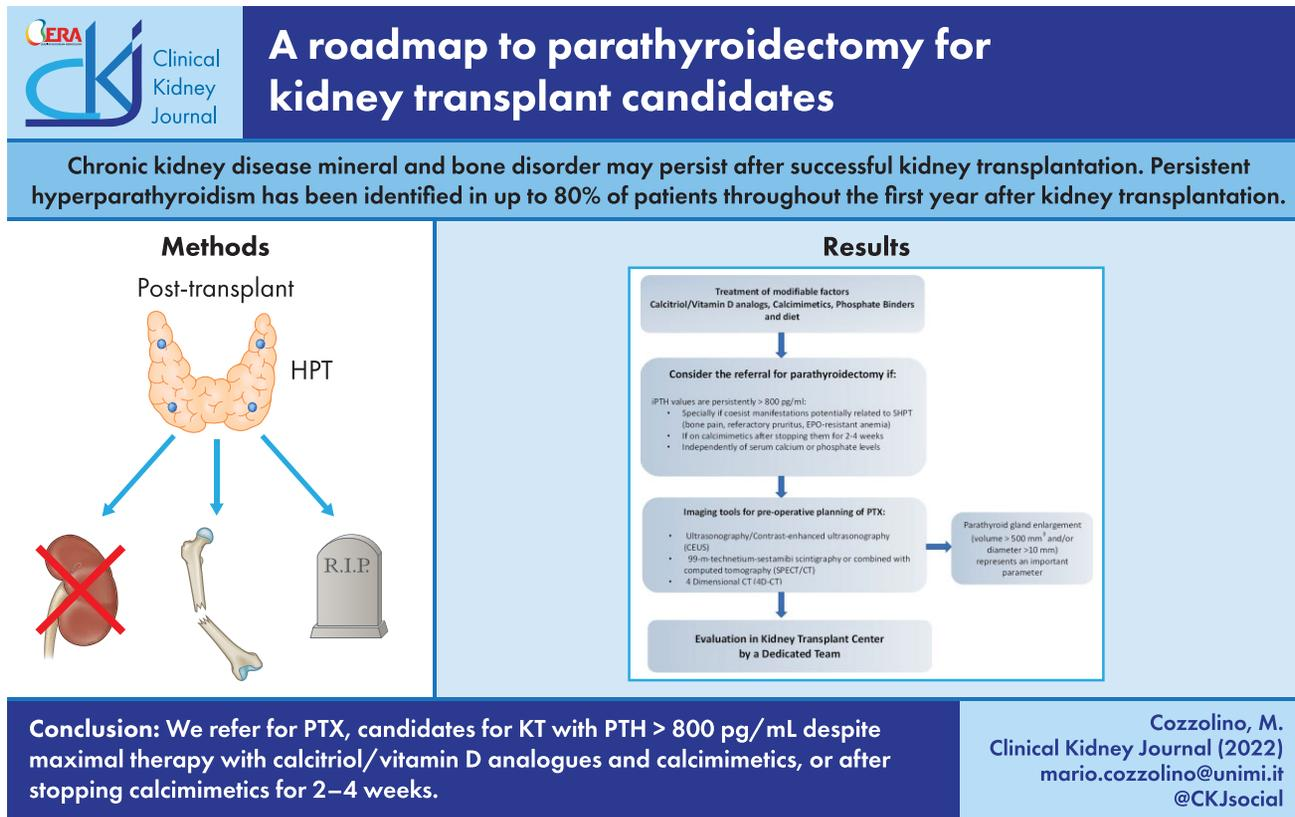 ERA
CKJ
Clinical
Kidney
Journal
A roadmap to parathyroidectomy for
kidney transplant candidates
Chronic kidney disease mineral and bone disorder may persist after successful kidney transplantation. Persistent
hyperparathyroidism has been identified in up to 80% of patients throughout the first year after kidney transplantation.
Methods
Post-transplant
HPT
R.I.P.
Results
Treatment of modifiable factors
Calcitriol/Vitamin D analogs, Calcimimetics, Phosphate Binders
and diet
Consider the referral for parathyroidectomy if:
iPTH values are persistently > 800 pg/ml:
• Specially if coesist manifestations potentially related to SHPT
(bone pain, referactory pruritus, EPO-resistant anemia)
• If on calcimimetics after stopping them for 2-4 weeks
• Independently of serum calcium or phosphate levels
Imaging tools for pre-operative planning of PTX:
• Ultrasonography/Contrast-enhanced ultrasonography
(CEUS)
• 99-m-technetium-sestamibi scintigraphy or combined with
computed tomography (SPECT/CT)
• 4 Dimensional CT (4D-CT)
Parathyroid gland enlargement
(volume > 500 mm³ and/or
diameter >10 mm)
represents an important
parameter
Evaluation in Kidney Transplant Center
by a Dedicated Team
Conclusion: We refer for PTX, candidates for KT with PTH > 800 pg/mL despite
maximal therapy with calcitriol/vitamin D analogues and calcimimetics, or after
stopping calcimimetics for 2–4 weeks.
Cozzolino, M.
Clinical Kidney Journal (2022)
mario.cozzolino@unimi.it
@CKJsocial